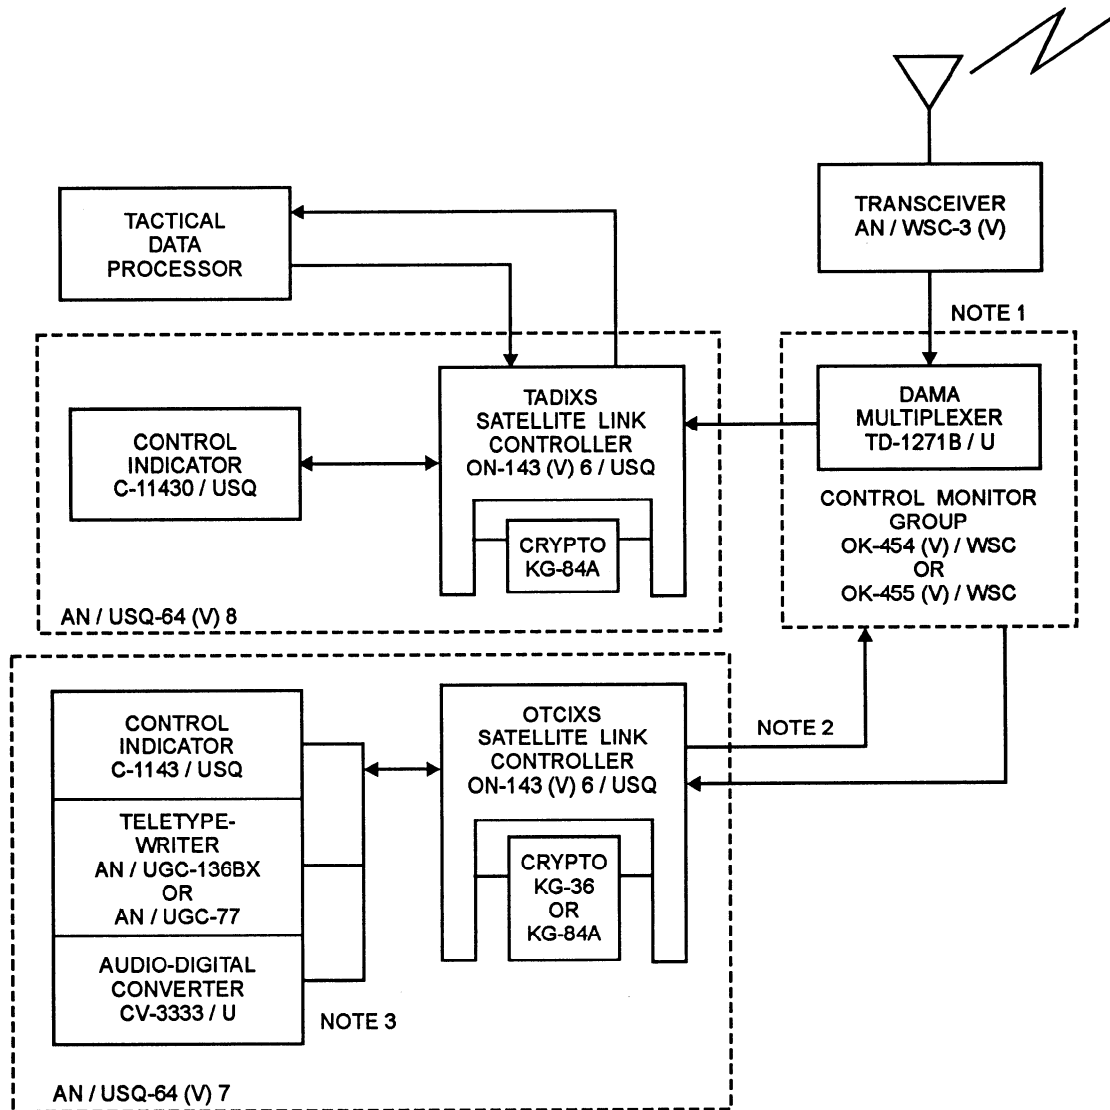 TRANSCEIVER
AN / WSC-3 (V)
TACTICAL
DATA
PROCESSOR
NOTE 1
DAMA
MULTIPLEXER
TD-1271B / U
CONTROL MONITOR
GROUP
OK-454 (V) / WSC
OR
OK-455 (V) / WSC
TADIXS
SATELLITE LINK
CONTROLLER
ON-143 (V) 6 / USQ
CONTROL
INDICATOR
C-11430 / USQ
CRYPTO
KG-84A
AN / USQ-64 (V) 8
CONTROL
INDICATOR
C-1143 / USQ
TELETYPE-
WRITER
AN / UGC-136BX
OR
AN / UGC-77
AUDIO-DIGITAL
CONVERTER
CV-3333 / U
OTCIXS
SATELLITE LINK
CONTROLLER
ON-143 (V) 6 / USQ
CRYPTO
KG-36
OR
KG-84A
NOTE 2
NOTE 3
AN / USQ-64 (V) 7